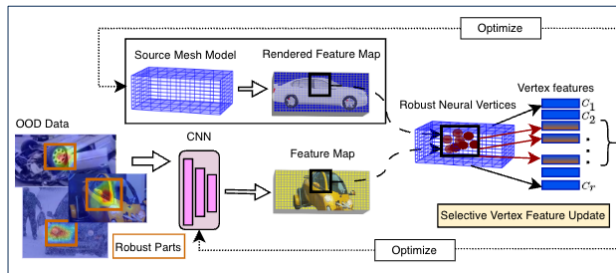 Optimize
Source Mesh Model
Rendered Feature Map
Robust Neural Vertices
Vertex features
C1
C2
OOD Data
CNN
Feature Map
Cr
Robust Parts
Selective Vertex Feature Update
Optimize